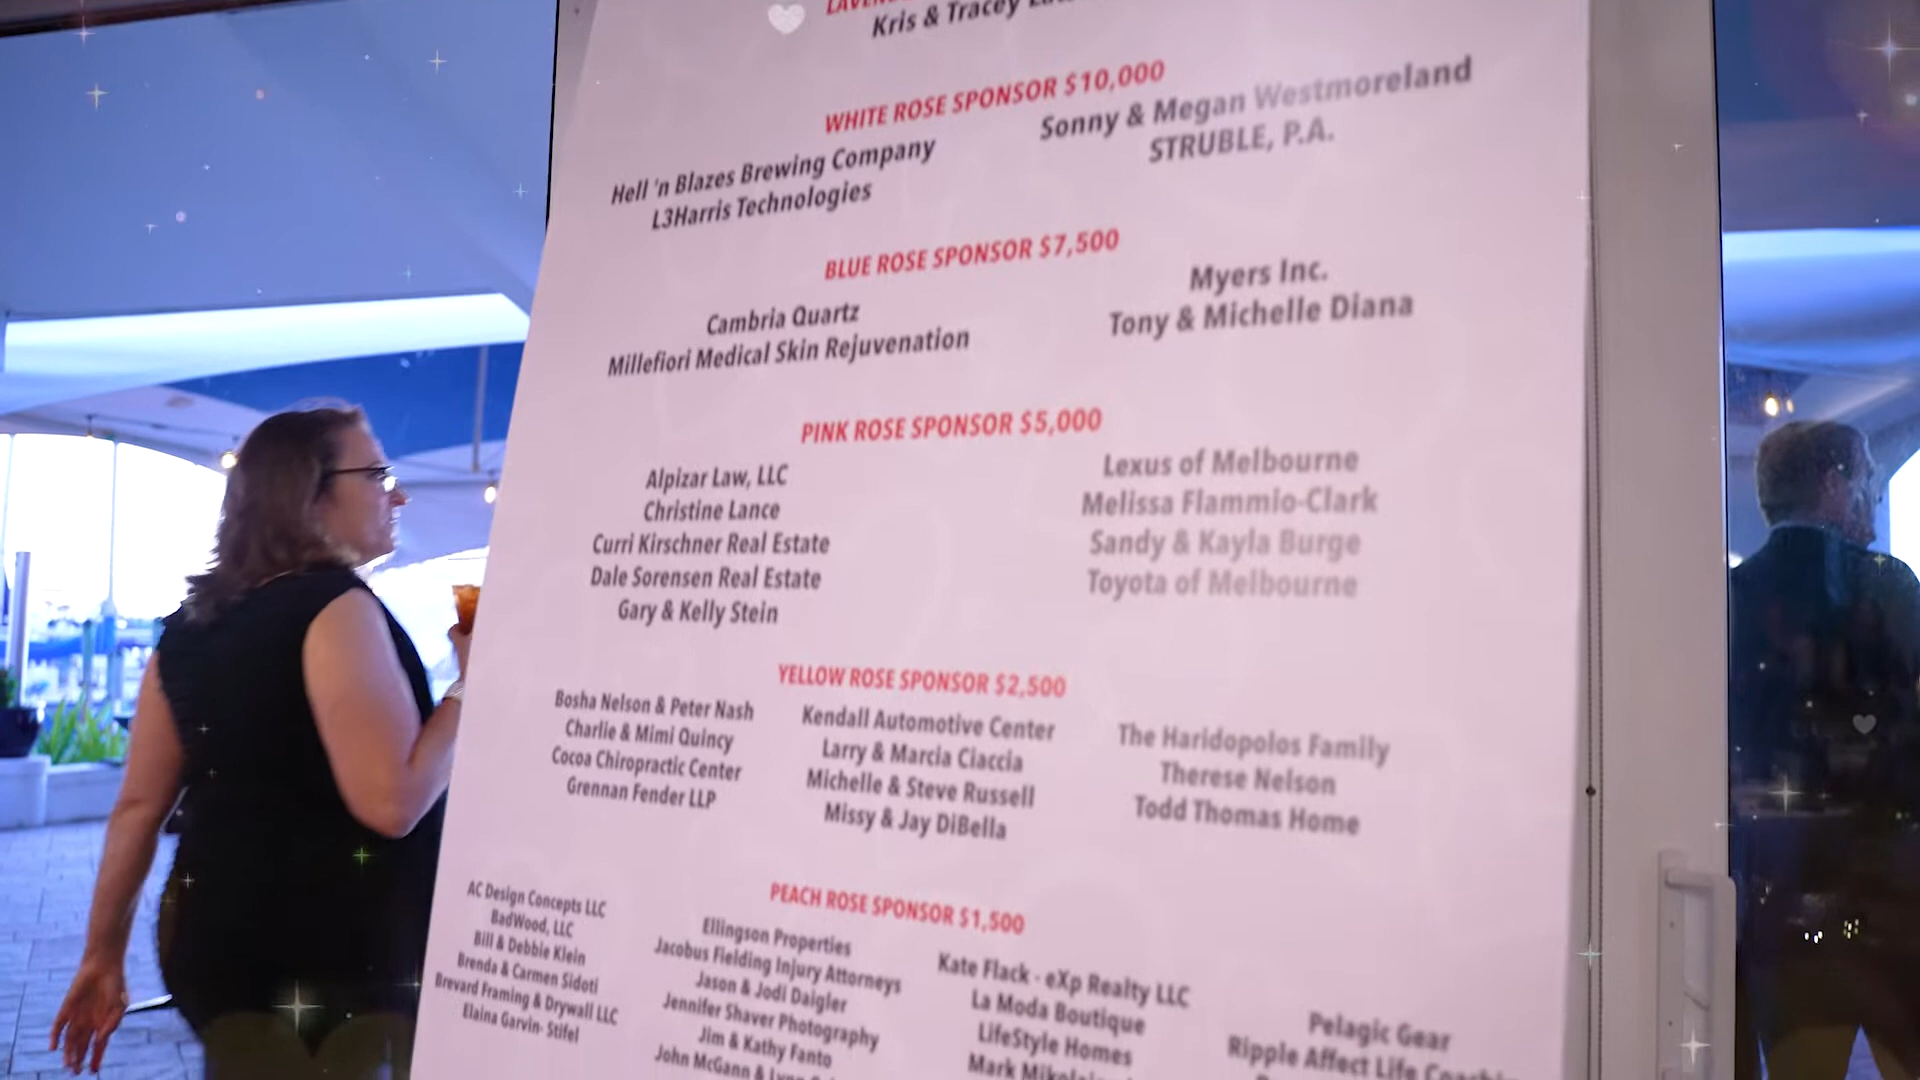 Kris & Tracey
WHITE ROSE SPONSOR $10,000
Hell 'n Blazes Brewing Company
L3Harris Technologies
Sonny & Megan Westmoreland
STRUBLE, P.A.
BLUE ROSE SPONSOR $7,500
Cambria Quartz
Millefiori Medical Skin Rejuvenation
Myers Inc.
Tony & Michelle Diana
PINK ROSE SPONSOR $5,000
Alpizar Law, LLC
Christine Lance
Curri Kirschner Real Estate
Dale Sorensen Real Estate
Gary & Kelly Stein
Lexus of Melbourne
Melissa Flammio-Clark
Sandy & Kayla Burge
Toyota of Melbourne
YELLOW ROSE SPONSOR $2,500
Bosha Nelson & Peter Nash
Charlie & Mimi Quincy
Cocoa Chiropractic Center
Grennan Fender LLP
Kendall Automotive Center
Larry & Marcia Ciaccia
Michelle & Steve Russell
Missy & Jay DiBella
The Haridopolos Family
Therese Nelson
Todd Thomas Home
PEACH ROSE SPONSOR $1,500
AC Design Concepts LLC
BadWood, LLC
Bill & Debbie Klein
Brenda & Carmen Sidoti
Brevard Framing & Drywall LLC
Elaina Garvin- Stifel
Ellingson Properties
Jacobus Fielding Injury Attorneys
Jason & Jodi Daigler
Jennifer Shaver Photography
Jim & Kathy Fanto
John McGann &
Kate Flack - eXp Realty LLC
La Moda Boutique
LifeStyle Homes
Mark
Pelagic Gear
Ripple Affect Life